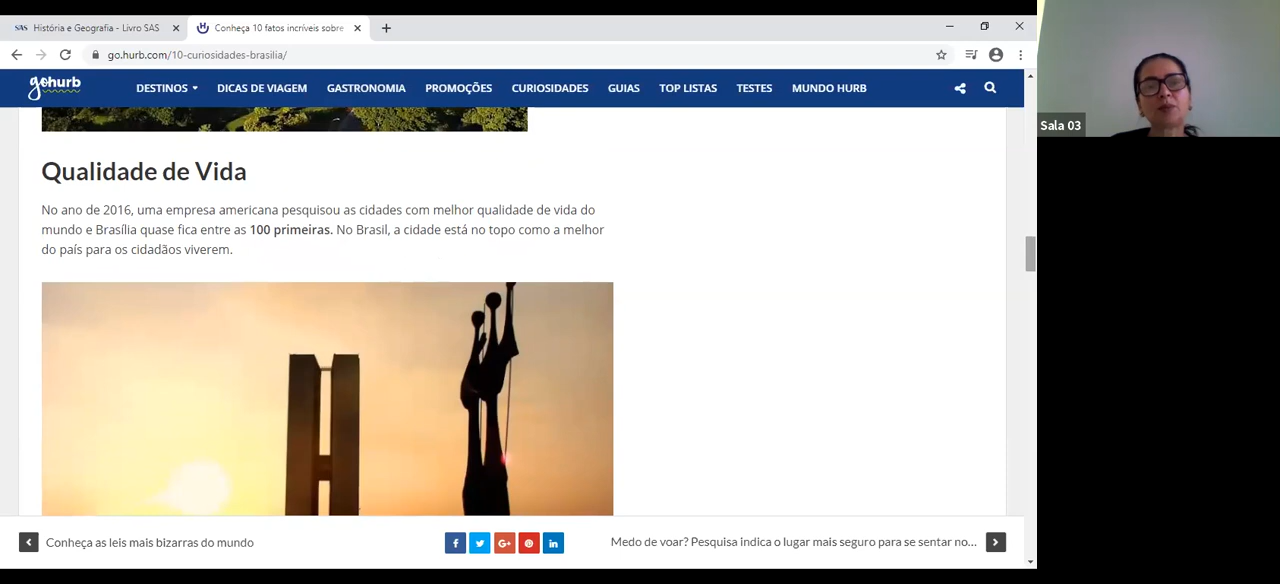 SAS História e Geografia - Livro SAS
Conheça 10 fatos incríveis sobre
go.hurb.com/10-curiosidades-brasilia/
gohurb
DESTINOS DICAS DE VIAGEM GASTRONOMIA PROMOÇÕES CURIOSIDADES GUIAS TOP LISTAS TESTES MUNDO HURB
Sala 03
Qualidade de Vida
No ano de 2016, uma empresa americana pesquisou as cidades com melhor qualidade de vida do
mundo e Brasília quase fica entre as 100 primeiras. No Brasil, a cidade está no topo como a melhor
do país para os cidadãos viverem.
Conheça as leis mais bizarras do mundo
f G+ in
Medo de voar? Pesquisa indica o lugar mais seguro para se sentar no...